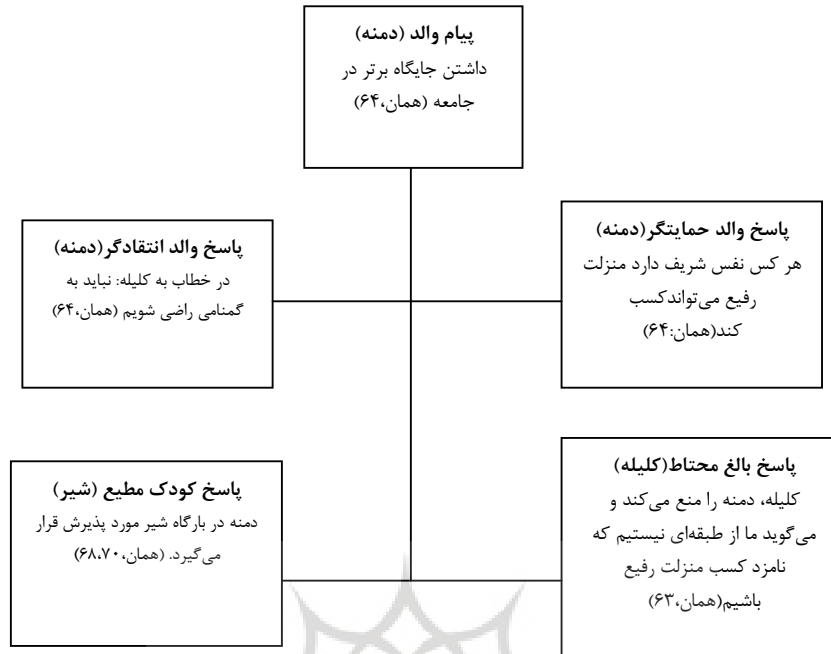 پیام والد (دمنه)
داشتن جایگاه برتر در
جامعه (همان،۶۴)
پاسخ والد حمایتگر(دمنه)
هر کس نفس شریف دارد منزلت
رفیع می‌تواندکسب
کند(همان:۶۴)
پاسخ والد انتقادگر(دمنه)
در خطاب به کلیله: نباید به
گمنامی راضی شویم (همان،۶۴)
پاسخ بالغ محتاط(کلیله)
کلیله، دمنه را منع می‌کند و
می‌گوید ما از طبقه‌ای نیستیم که
نامزد کسب منزلت رفیع
باشیم(همان،۶۳)
پاسخ کودک مطیع (شیر)
دمنه در بارگاه شیر مورد پذیرش قرار
می‌گیرد. (همان،۶۸،۷۰)